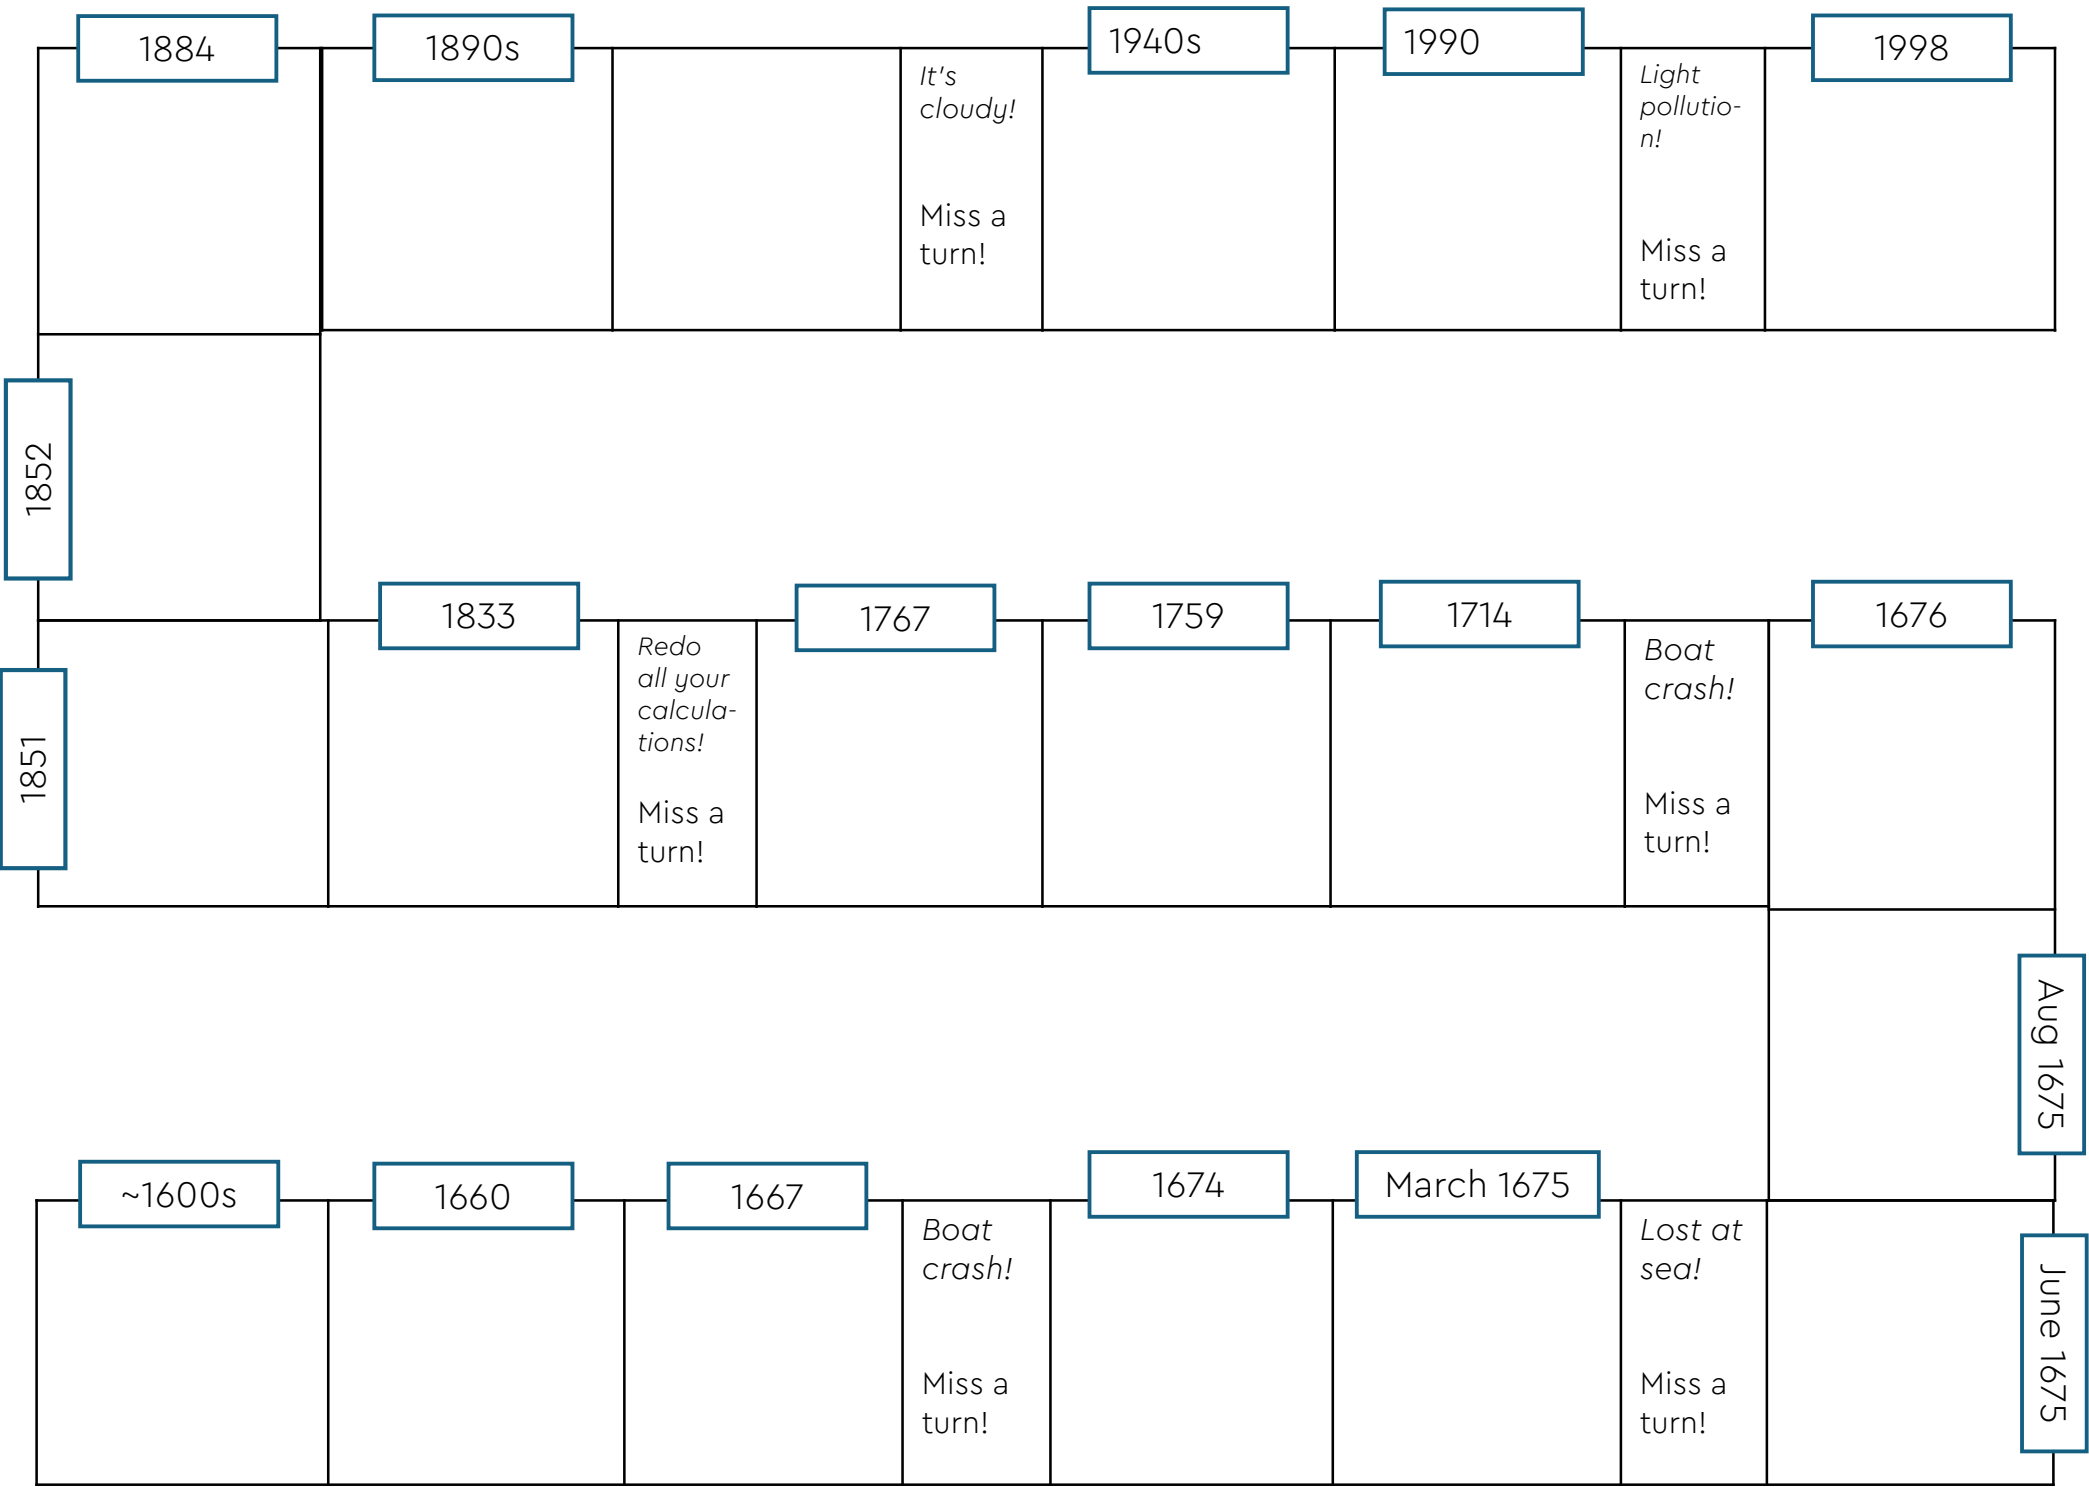 1884
1890s
1940s
1990
1998
It's
cloudy!
Miss a
turn!
Light
pollutio-
n!
Miss a
turn!
1852
1833
1767
1759
1714
1676
1851
Redo
all your
calcula-
tions!
Miss a
turn!
Boat
crash!
Miss a
turn!
Aug 1675
~1600s
1660
1667
1674
March 1675
Boat
crash!
Miss a
turn!
Lost at
sea!
Miss a
turn!
June 1675